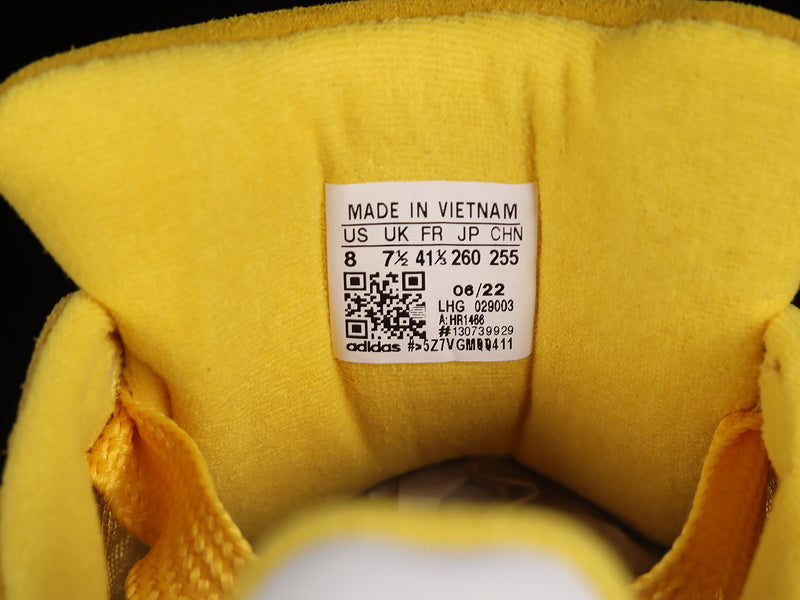 MADE IN VIETNAM
US UK FR JP CHN
8 7½ 41⅓ 260 255
06/22
LHG 029003
A: HR1466
#130739929
adidas